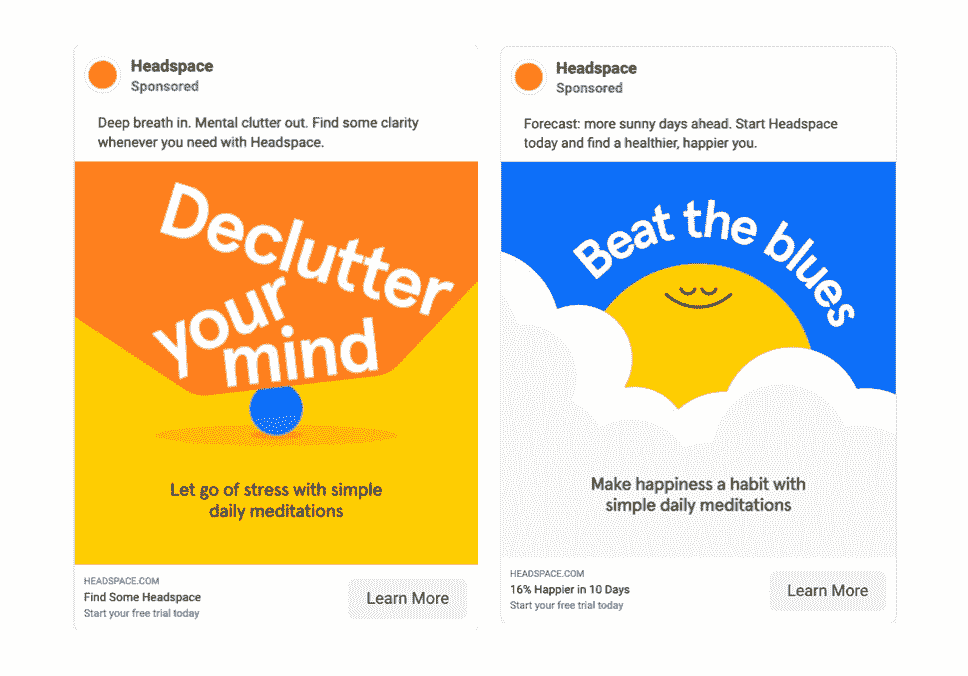 Headspace
Sponsored
Deep breath in. Mental clutter out. Find some clarity
whenever you need with Headspace.
Declutter
your
mind
Let go of stress with simple
daily meditations
HEADSPACE.COM
Find Some Headspace
Start your free trial today
Learn More
Headspace
Sponsored
Forecast: more sunny days ahead. Start Headspace
today and find a healthier, happier you.
Beat the blues
Make happiness a habit with
simple daily meditations
HEADSPACE.COM
16% Happier in 10 Days
Start your free trial today
Learn More